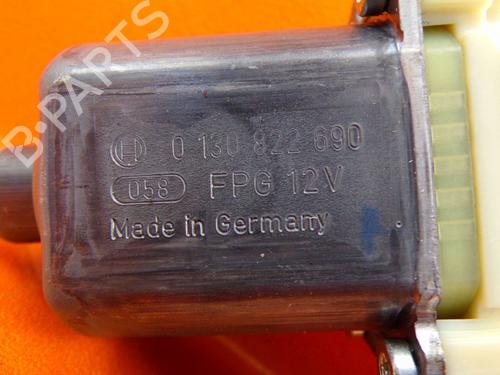 B-PARTS
0 130 822 690
058 FPG 12V
Made in Germany